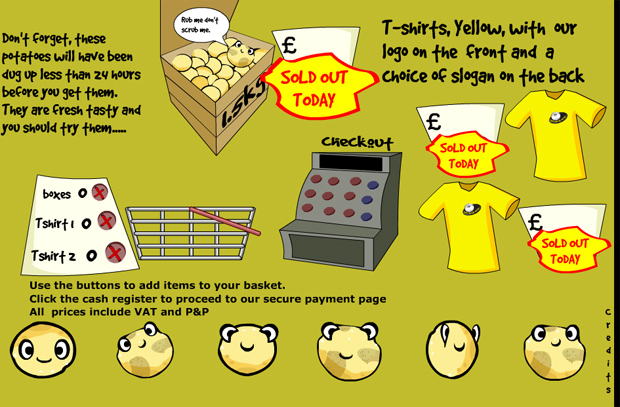 Don't forget, these
potatoes will have been
dug up less than 24 hours
before you get them.
They are fresh tasty and
you should try them.....
Rub me don't
scrub me.
1.5kg
£
SOLD OUT
TODAY
T-shirts, Yellow, with our
logo on the front and a
choice of slogan on the back
£
SOLD OUT
TODAY
£
SOLD OUT
TODAY
Checkout
boxes 0 X
Tshirt 1 0 X
Tshirt 2 0 X
Use the buttons to add items to your basket.
Click the cash register to proceed to our secure payment page
All prices include VAT and P&P
credits